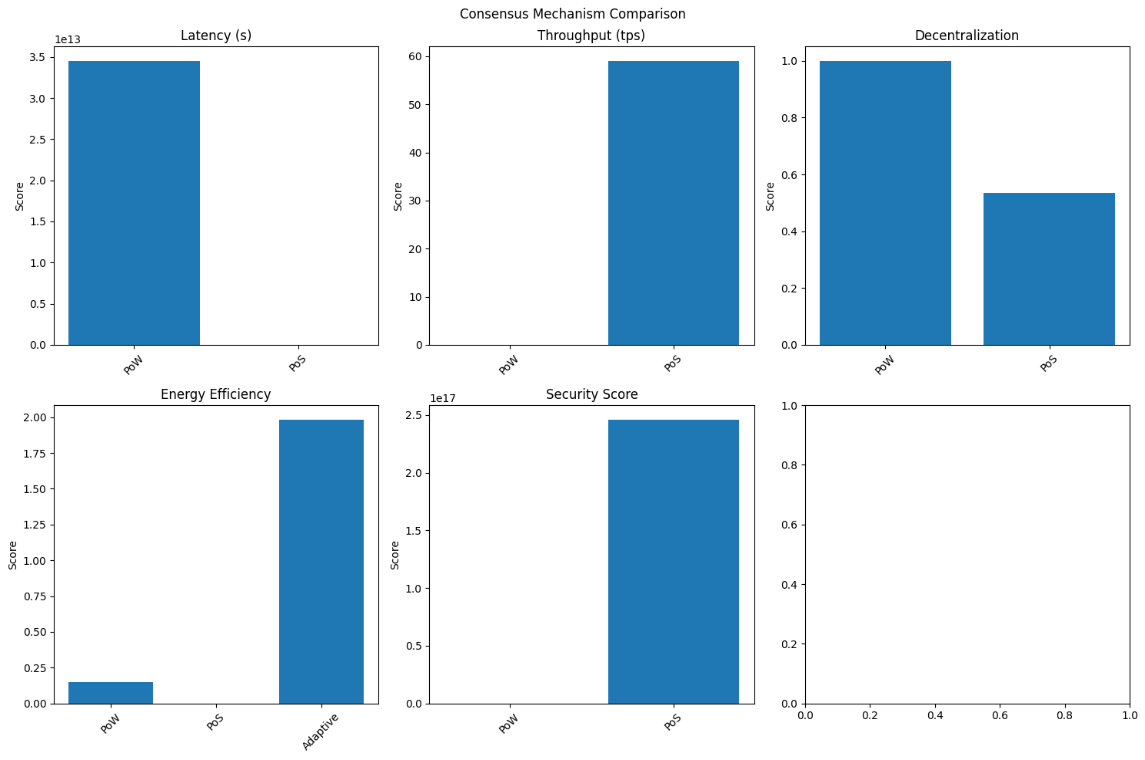 Consensus Mechanism Comparison
Latency (s)
1e13
3.5
3.0
2.5
2.0
1.5
1.0
0.5
0.0
Score
PoW
PoS
Throughput (tps)
60
50
40
30
20
10
0
Score
PoW
PoS
Decentralization
1.0
0.8
0.6
0.4
0.2
0.0
Score
PoW
PoS
Energy Efficiency
2.00
1.75
1.50
1.25
1.00
0.75
0.50
0.25
0.00
Score
PoW
PoS
Adaptive
Security Score
1e17
2.5
2.0
1.5
1.0
0.5
0.0
Score
PoW
PoS
1.0
0.8
0.6
0.4
0.2
0.0
0.0 0.2 0.4 0.6 0.8 1.0